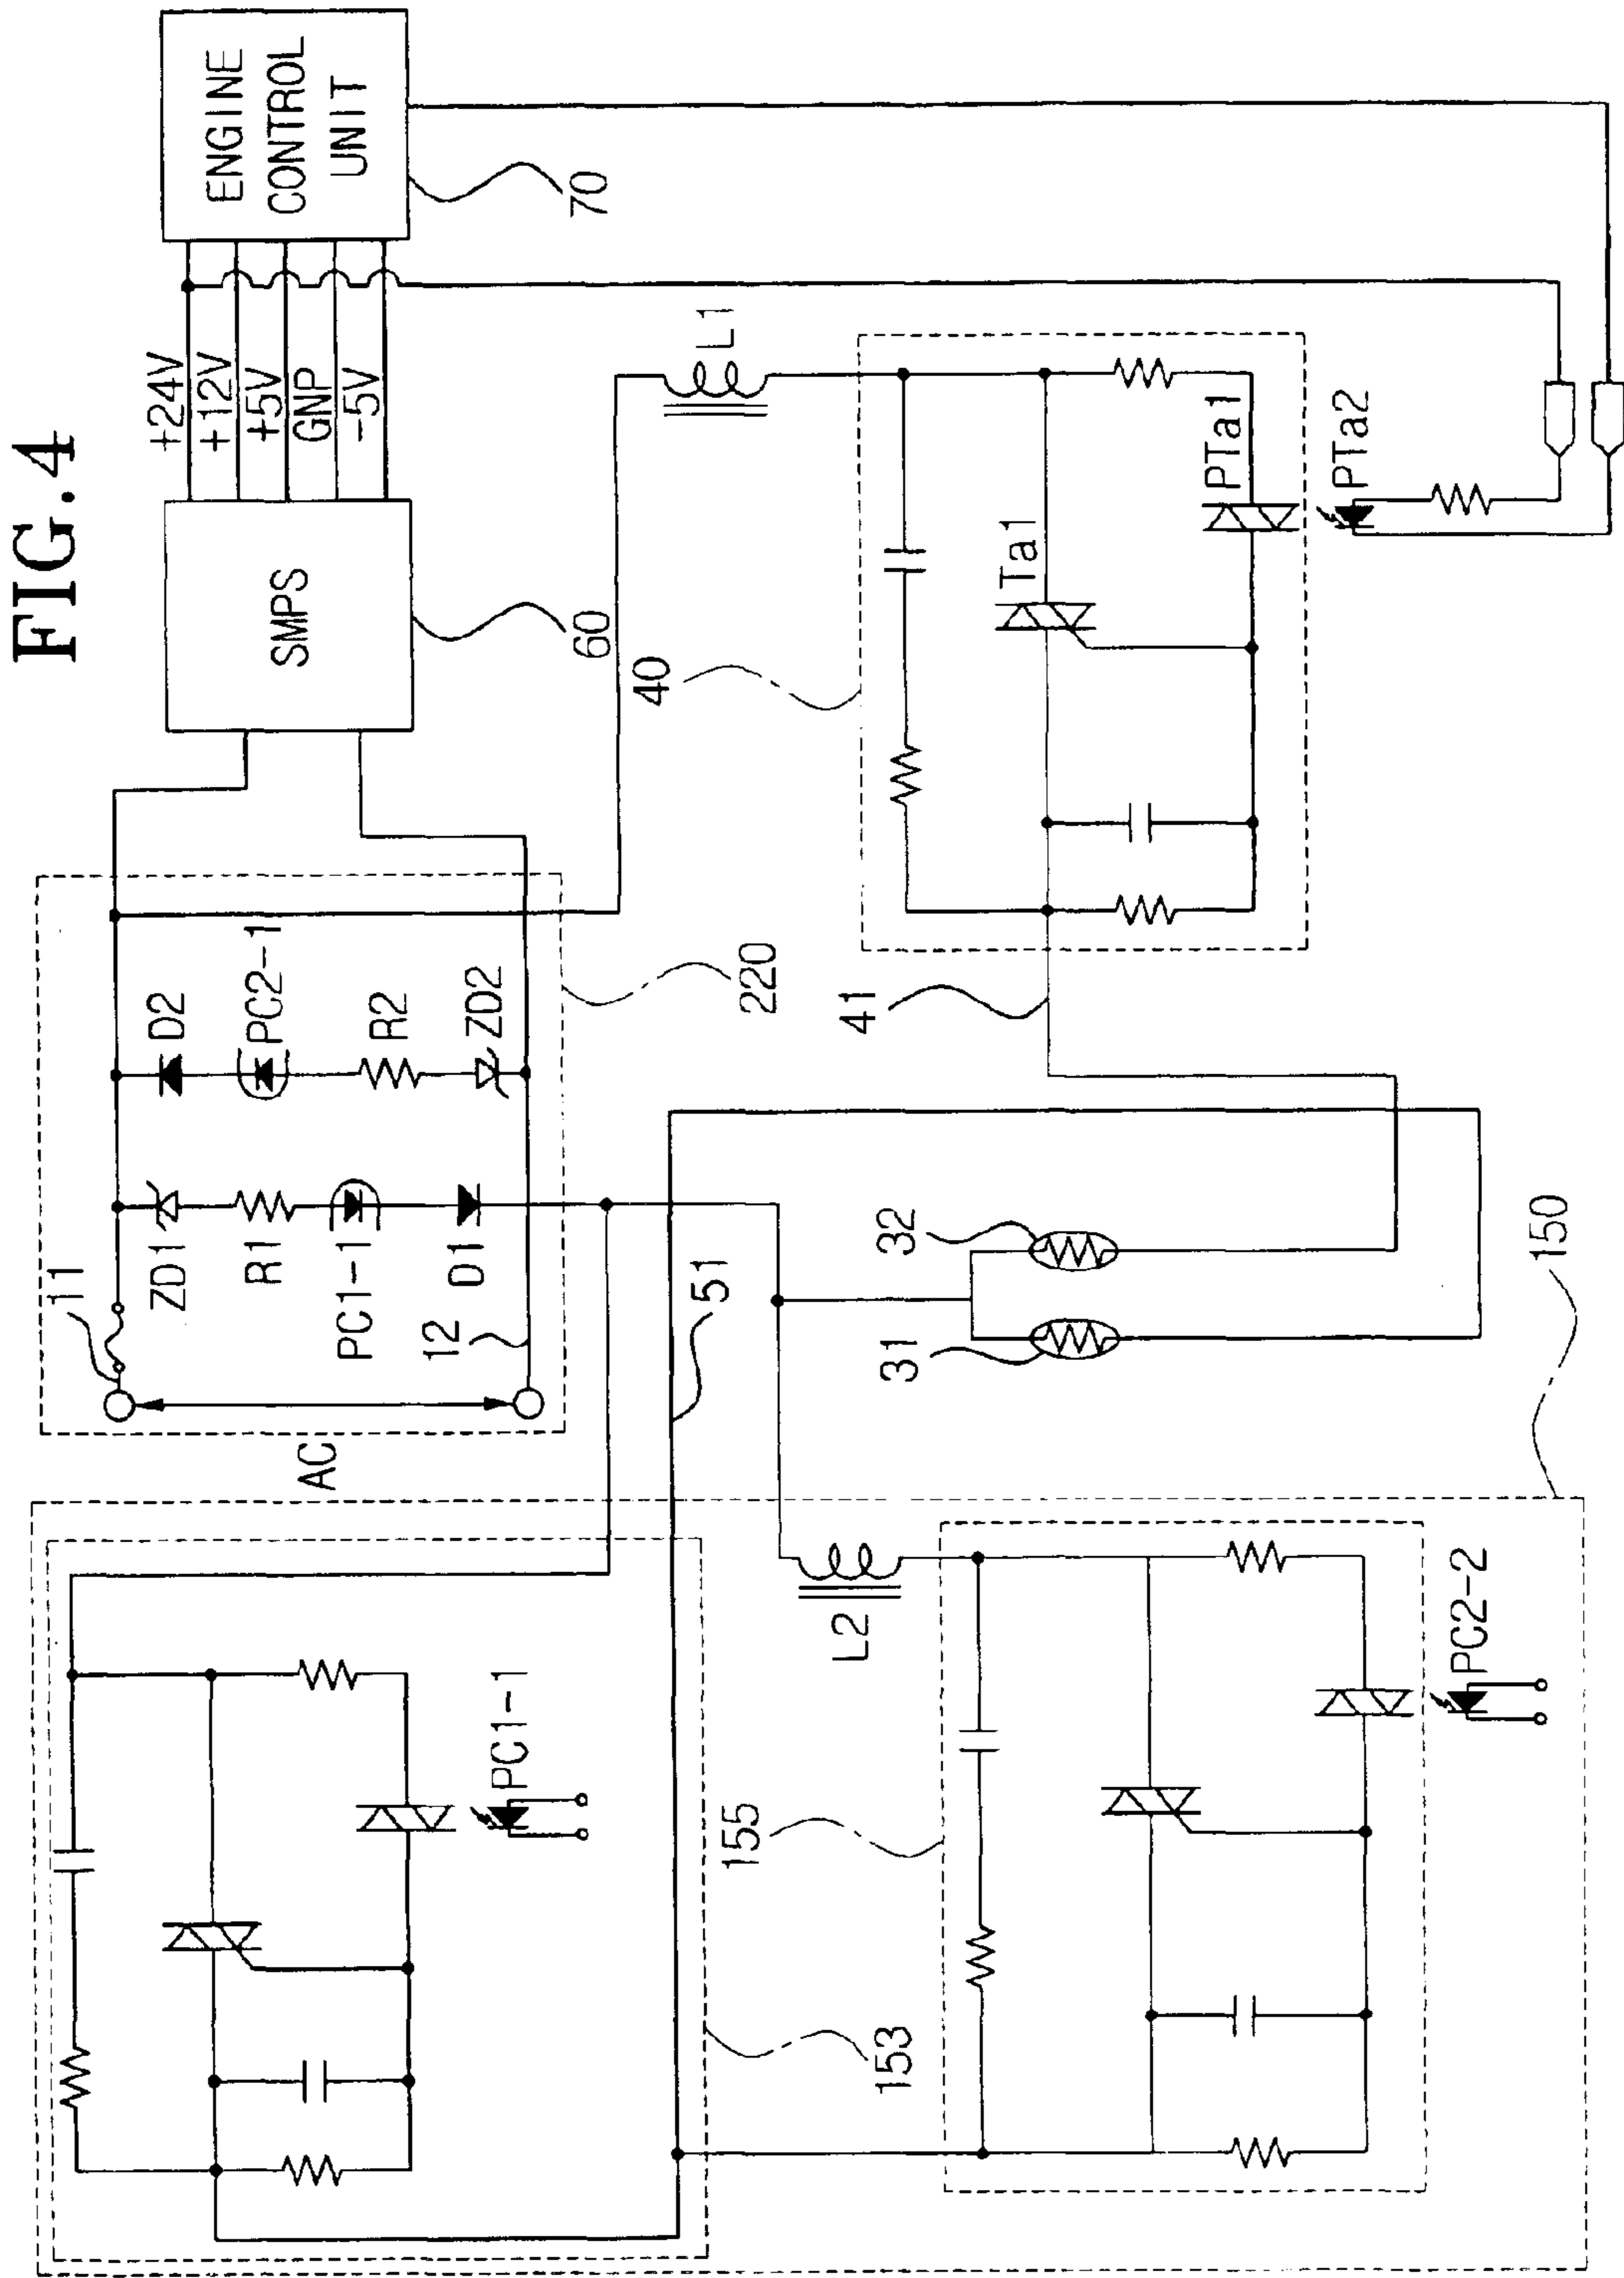 FIG.4
ENGINE
CONTROL
UNIT
70
+24V
+12V
+5V
GNP
-5V
SMPS
60
L1
40
Ta1
PTa1
PTa2
41
220
D2
PC2-1
R2
ZD2
11
ZD1
R1
PC1-1
D1
12
AC
51
32
31
150
L2
PC1-1
153
155
PC2-2